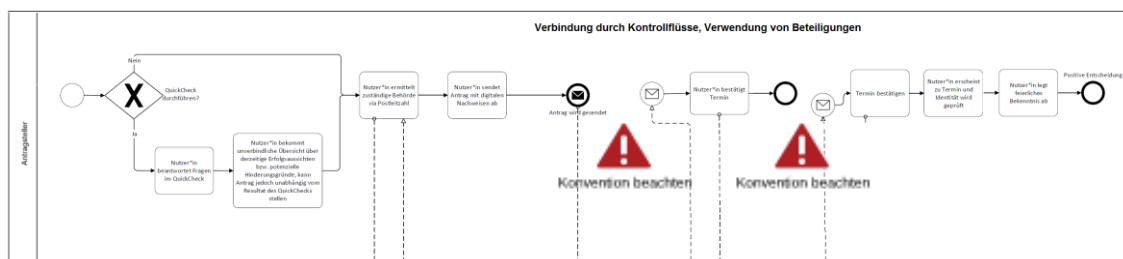 Verbindung durch Kontrollflüsse, Verwendung von Beteiligungen
Antragsteller
Nein
QuickCheck
durchführen?
Ja
Nutzer*in
beantwortet Fragen
im QuickCheck
Nutzer*in bekommt
unverbindliche Übersicht über
derzeitige Erfolgsaussichten
bzw. potenzielle
Hinderungsgründe, kann
Antrag jedoch unabhängig vom
Resultat des QuickChecks
stellen
Nutzer*in ermittelt
zuständige Behörde
via Postleitzahl
Nutzer*in sendet
Antrag mit digitalen
Nachweisen ab
Antrag wird gesendet
Nutzer*in bestätigt
Termin
Konvention beachten
Termin bestätigen
Nutzer*in erscheint
zu Termin und
Identität wird
geprüft
Nutzer*in legt
feierliches
Bekenntnis ab
Positive Entscheidung
Konvention beachten